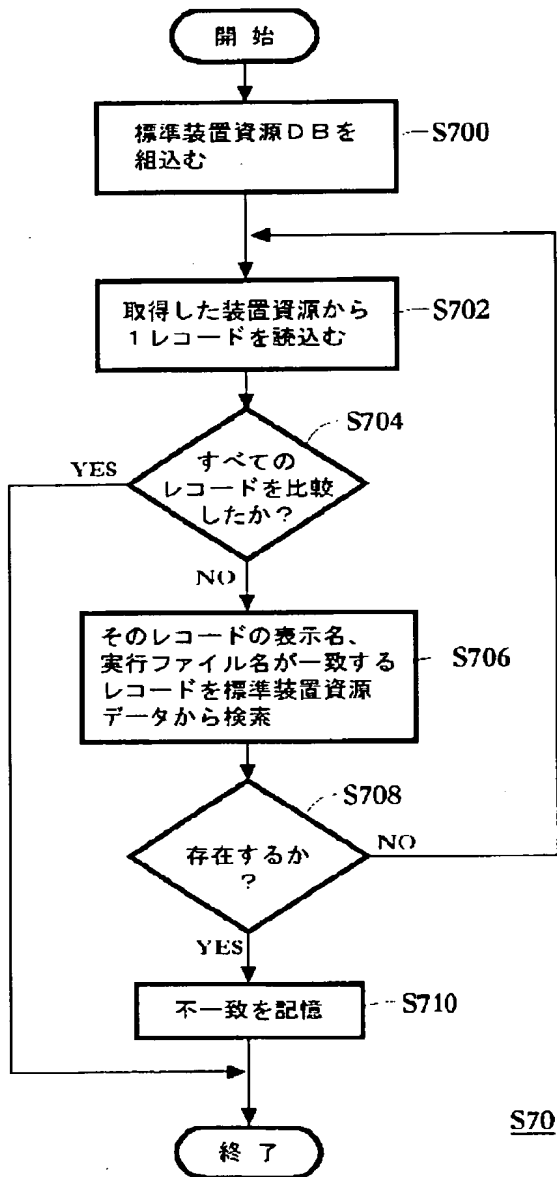 開始
標準装置資源DBを
組込む
S700
取得した装置資源から
1レコードを読込む
S702
S704
すべての
レコードを比較
したか?
YES
NO
そのレコードの表示名、
実行ファイル名が一致する
レコードを標準装置資源
データから検索
S706
S708
存在するか
?
NO
YES
不一致を記憶
S710
終了
S70